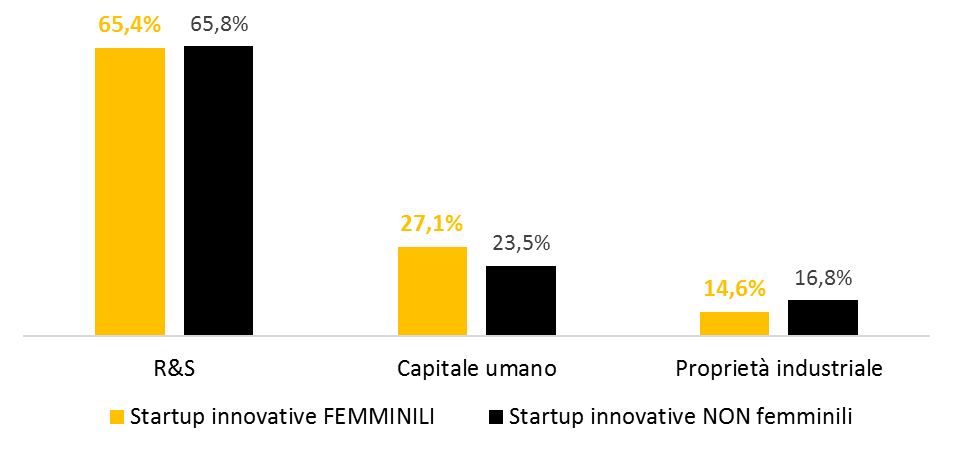 65,4%
65,8%
27,1%
23,5%
14,6%
16,8%
R&S
Capitale umano
Proprietà industriale
Startup innovative FEMMINILI
Startup innovative NON femminili